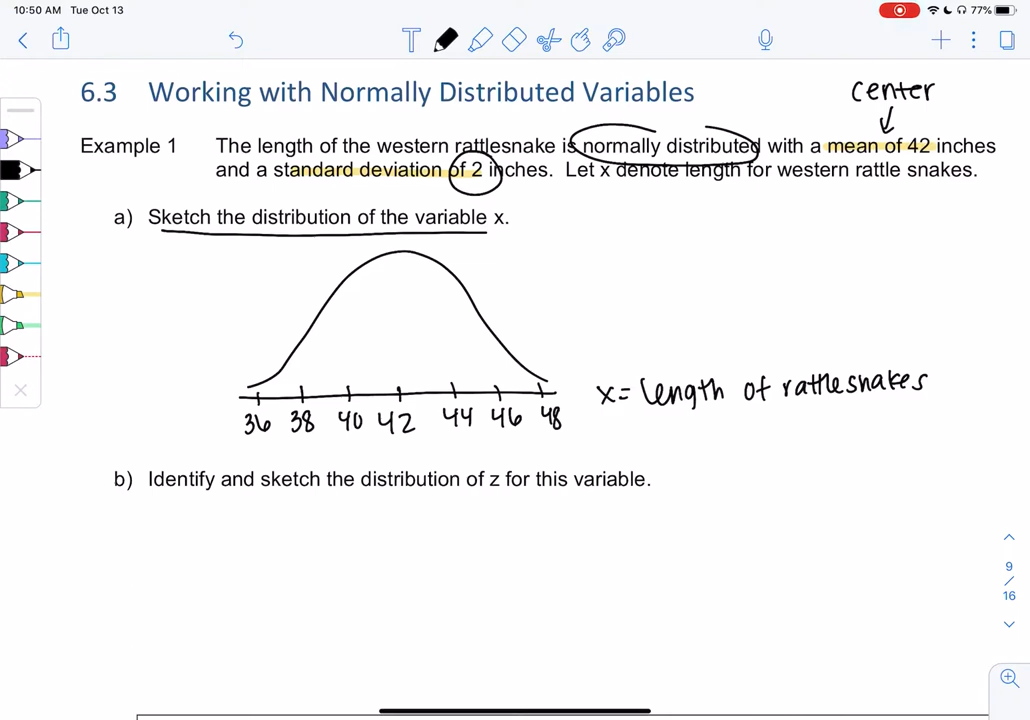 10:50 AM Tue Oct 13
77%
6.3 Working with Normally Distributed Variables
center
Example 1 The length of the western rattlesnake is normally distributed with a mean of 42 inches
and a standard deviation of 2 inches. Let x denote length for western rattle snakes.
a) Sketch the distribution of the variable x.
x = length of rattlesnakes
36 38 40 42 44 46 48
b) Identify and sketch the distribution of z for this variable.
9
/
16